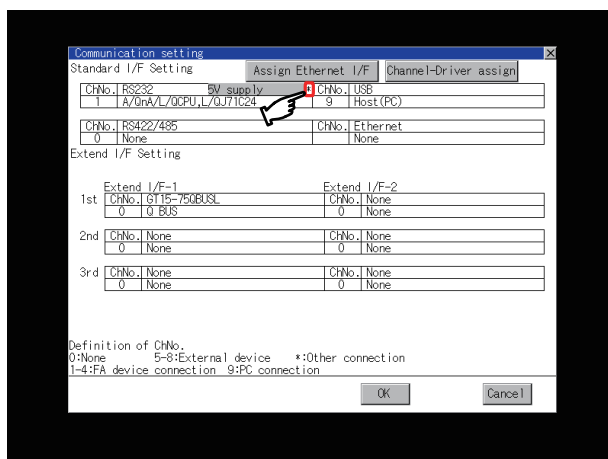 Communication setting
Standard I/F Setting Assign Ethernet I/F Channel-Driver assign
ChNo. RS232 5V supply * ChNo. USB
1 A/QnA/L/QCPU,L/QJ71C24 9 Host(PC)
ChNo. RS422/485 ChNo. Ethernet
0 None None
Extend I/F Setting
Extend I/F-1 Extend I/F-2
1st ChNo. GT15-75QBUSL ChNo. None
0 Q BUS 0 None
2nd ChNo. None ChNo. None
0 None 0 None
3rd ChNo. None ChNo. None
0 None 0 None
Definition of ChNo.
0:None 5-8:External device *:Other connection
1-4:FA device connection 9:PC connection
OK Cancel